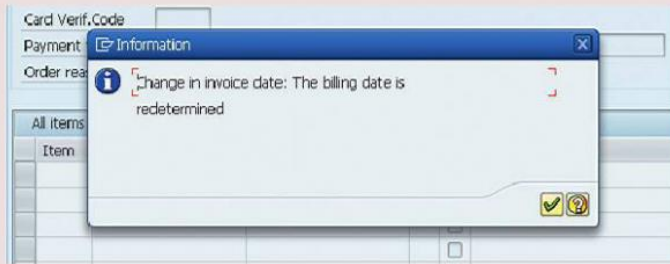 Card Verif.Code
Payment
Information
Order rea
Change in invoice date: The billing date is
redetermined
All items
Item